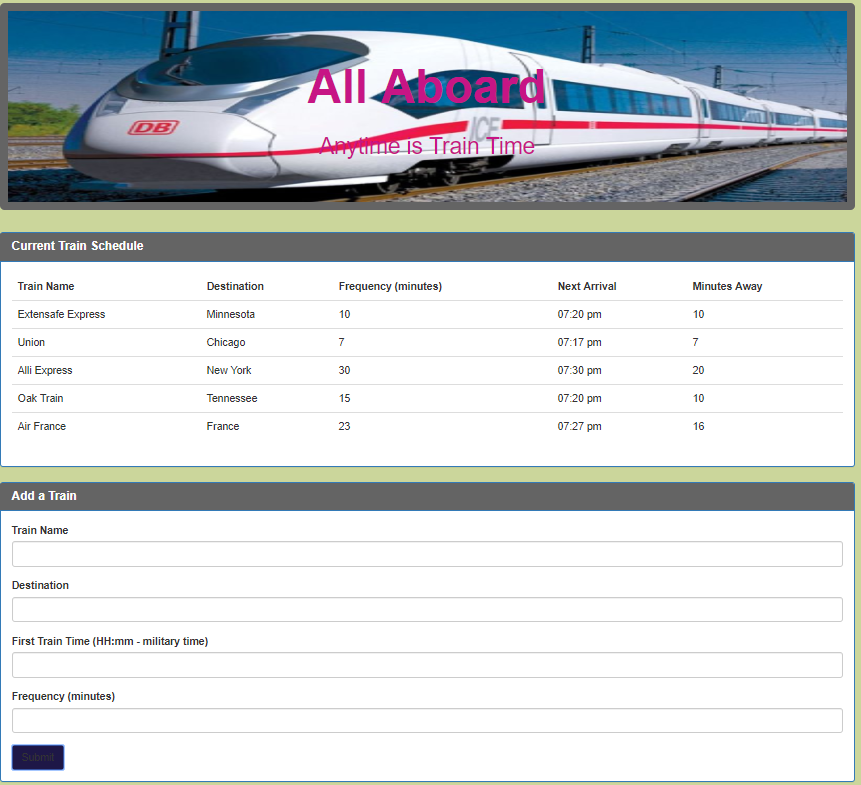 All Aboard
DB
ICE
Anytime is Train Time
Current Train Schedule
Train Name Destination Frequency (minutes) Next Arrival Minutes Away
Extensafe Express Minnesota 10 07:20 pm 10
Union Chicago 7 07:17 pm 7
Alli Express New York 30 07:30 pm 20
Oak Train Tennessee 15 07:20 pm 10
Air France France 23 07:27 pm 16
Add a Train
Train Name
Destination
First Train Time (HH:mm - military time)
Frequency (minutes)
Submit